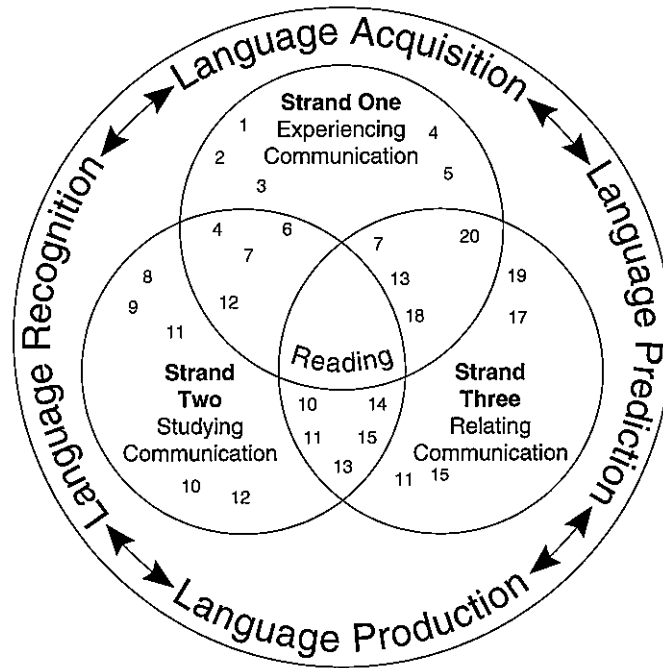 Language Acquisition
Language Recognition
Language Prediction
Language Production
Strand One
Experiencing
Communication
1
4
2
5
3
4
6
7
7
20
13
12
18
8
9
11
19
17
Reading
Strand
Two
Studying
Communication
Strand
Three
Relating
Communication
10
14
11
15
13
10
12
11
15